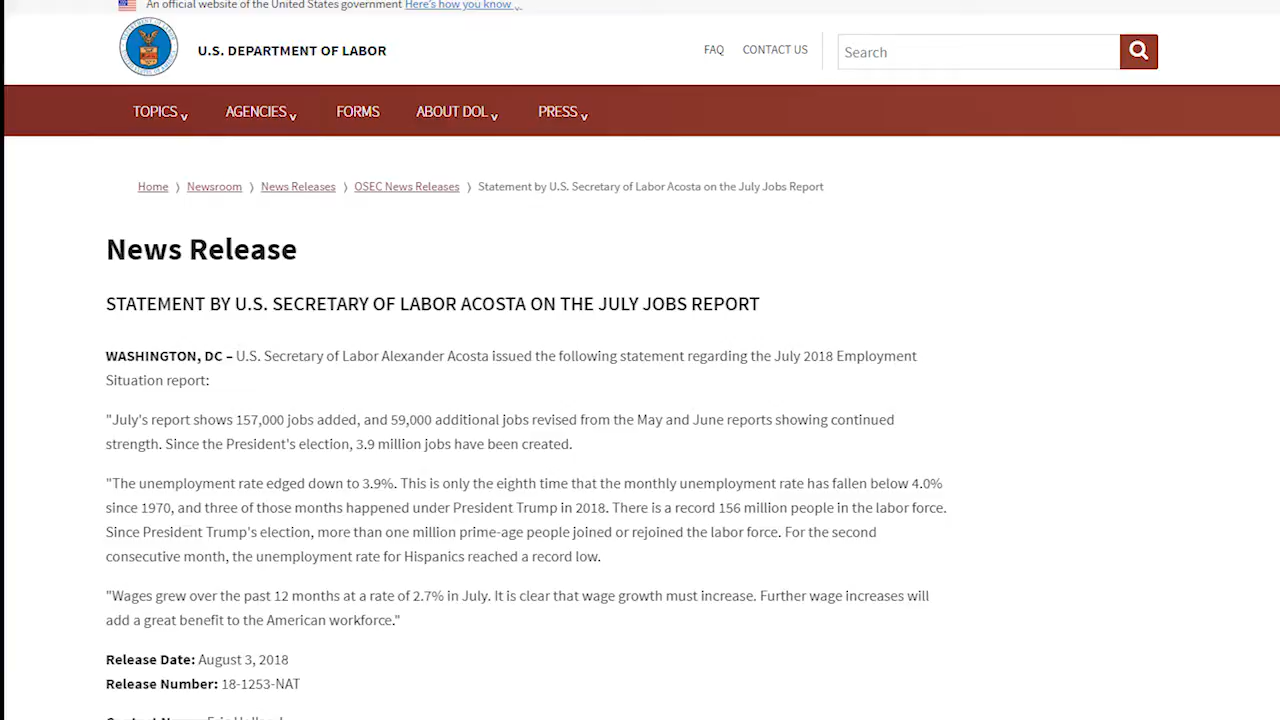 An official website of the United States government Here's how you know
U.S. DEPARTMENT OF LABOR
FAQ CONTACT US Search
TOPICS AGENCIES FORMS ABOUT DOL PRESS
Home 〉 Newsroom 〉 News Releases 〉 OSEC News Releases 〉 Statement by U.S. Secretary of Labor Acosta on the July Jobs Report
News Release
STATEMENT BY U.S. SECRETARY OF LABOR ACOSTA ON THE JULY JOBS REPORT
WASHINGTON, DC – U.S. Secretary of Labor Alexander Acosta issued the following statement regarding the July 2018 Employment
Situation report:
"July's report shows 157,000 jobs added, and 59,000 additional jobs revised from the May and June reports showing continued
strength. Since the President's election, 3.9 million jobs have been created.
"The unemployment rate edged down to 3.9%. This is only the eighth time that the monthly unemployment rate has fallen below 4.0%
since 1970, and three of those months happened under President Trump in 2018. There is a record 156 million people in the labor force.
Since President Trump's election, more than one million prime-age people joined or rejoined the labor force. For the second
consecutive month, the unemployment rate for Hispanics reached a record low.
"Wages grew over the past 12 months at a rate of 2.7% in July. It is clear that wage growth must increase. Further wage increases will
add a great benefit to the American workforce."
Release Date: August 3, 2018
Release Number: 18-1253-NAT